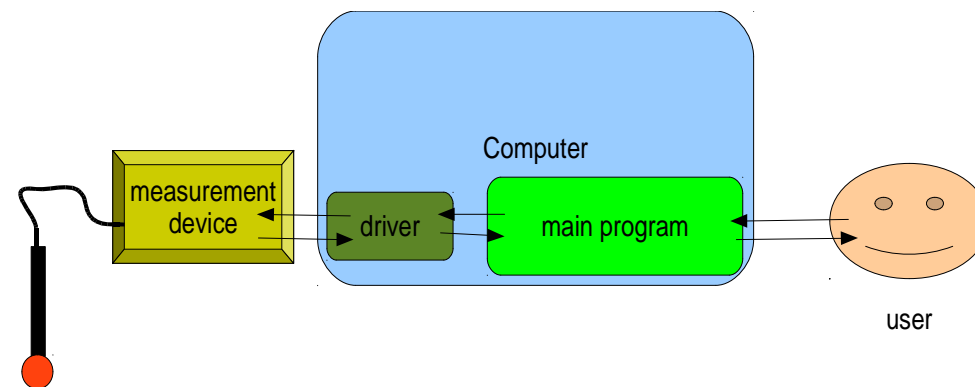 Computer
measurement
device
driver
main program
user